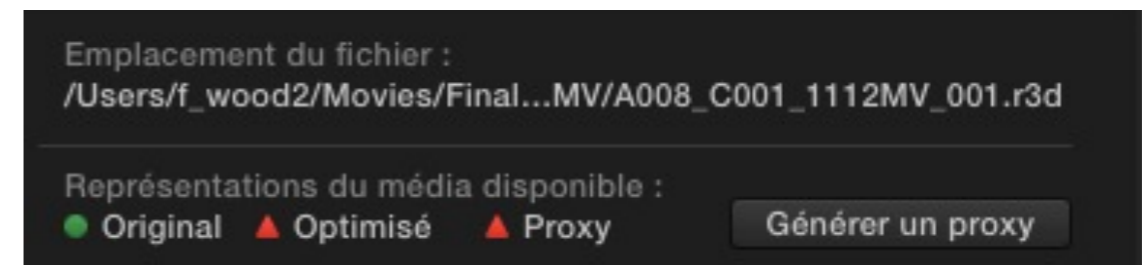 Emplacement du fichier :
/Users/f_wood2/Movies/Final...MV/A008_C001_1112MV_001.r3d
Représentations du média disponible :
Original Optimisé Proxy Générer un proxy